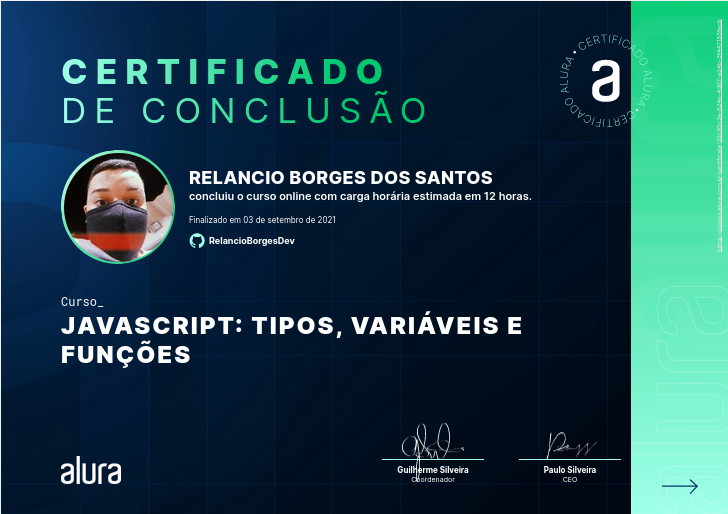 CERTIFICADO
DE CONCLUSÃO
CERTIFICADO ALURA • CERTIFICADO ALURA •
a
RELANCIO BORGES DOS SANTOS
concluiu o curso online com carga horária estimada em 12 horas.
Finalizado em 03 de setembro de 2021
RelancioBorgesDev
Curso_
JAVASCRIPT: TIPOS, VARIÁVEIS E
FUNÇÕES
alura
Guilherme Silveira
Coordenador
Paulo Silveira
CEO
alura